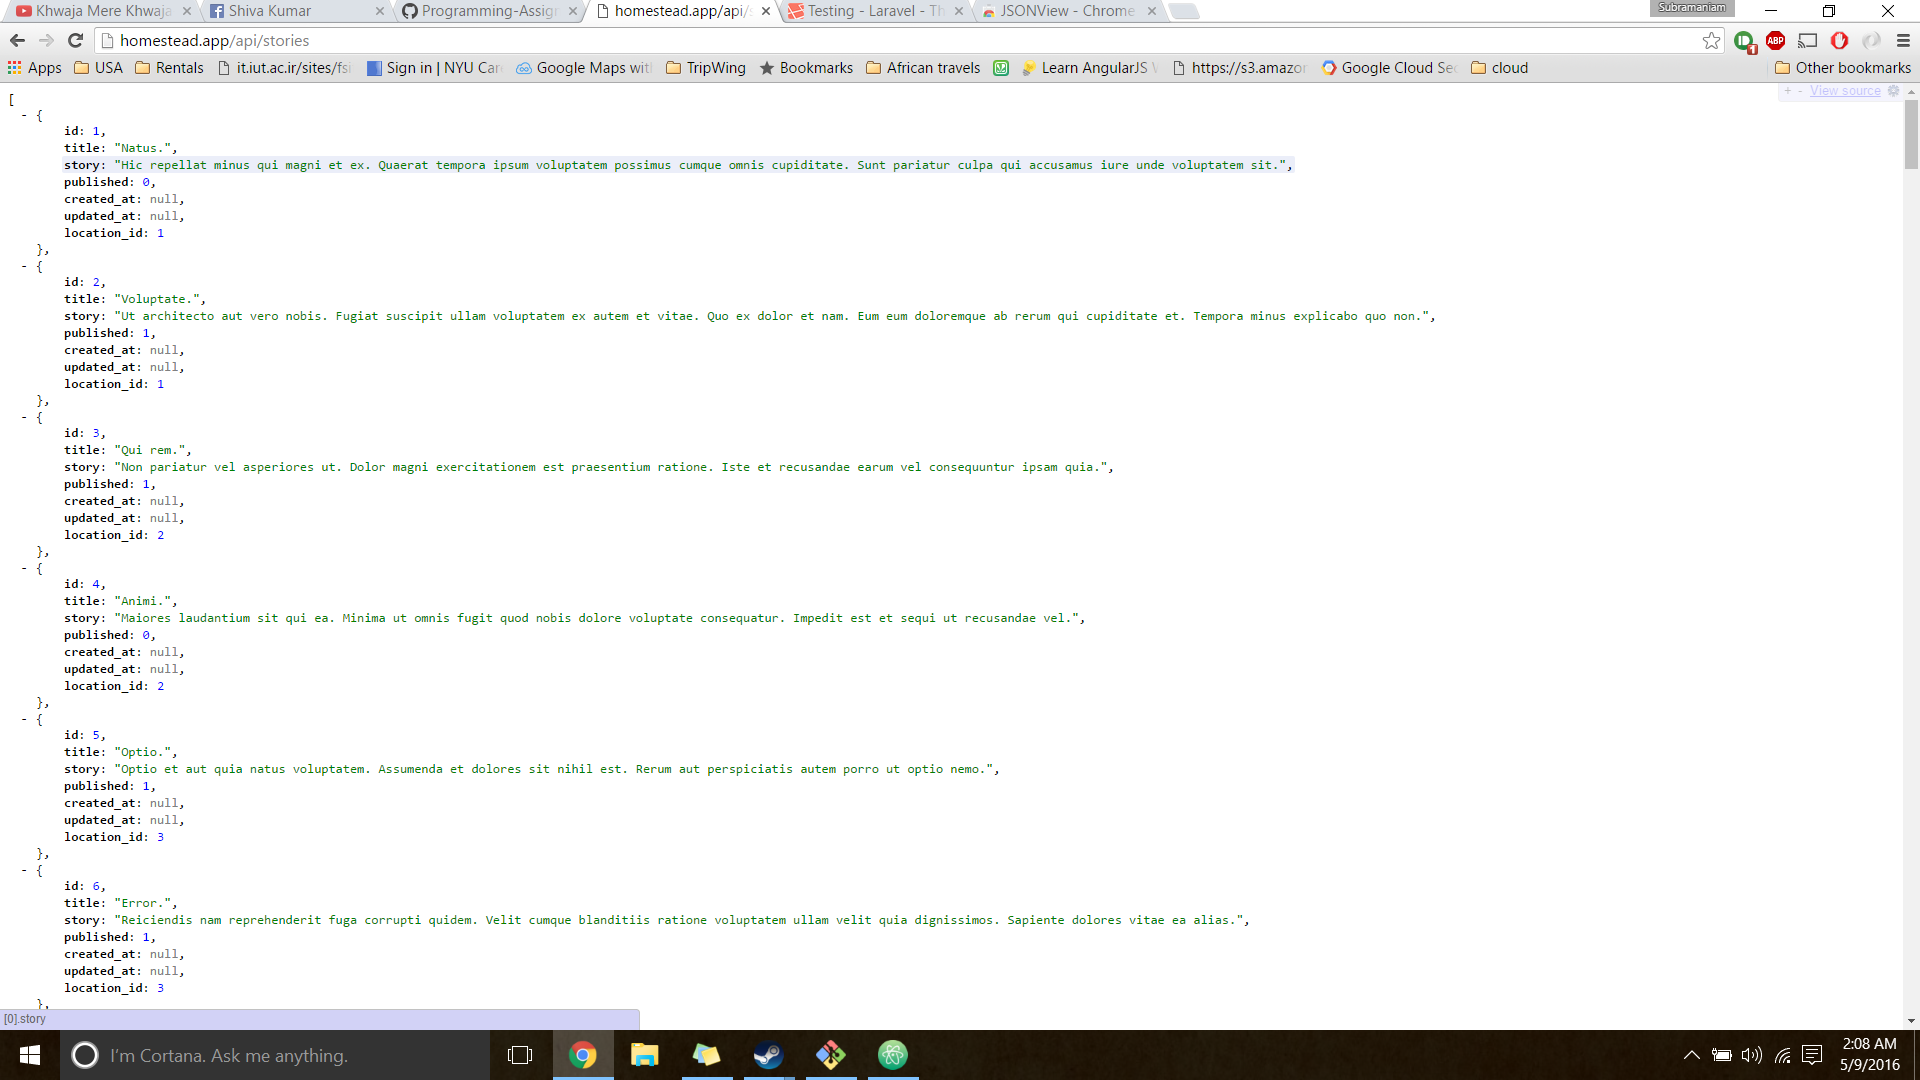 Khwaja Mere Khwaja
Shiva Kumar
Programming-Assig
homestead.app/api/s
Testing - Laravel - Th
JSONView - Chrome
Subramaniam
homestead.app/api/stories
1
ABP
Apps
USA
Rentals
it.iut.ac.ir/sites/fsi
Sign in | NYU Car
Google Maps wit
TripWing
Bookmarks
African travels
Learn AngularJS
https://s3.amazo
Google Cloud Se
cloud
Other bookmarks
+ - View source
[
- {
id: 1,
title: "Natus.",
story: "Hic repellat minus qui magni et ex. Quaerat tempora ipsum voluptatem possimus cumque omnis cupiditate. Sunt pariatur culpa qui accusamus iure unde voluptatem sit.",
published: 0,
created_at: null,
updated_at: null,
location_id: 1
},
- {
id: 2,
title: "Voluptate.",
story: "Ut architecto aut vero nobis. Fugiat suscipit ullam voluptatem ex autem et vitae. Quo ex dolor et nam. Eum eum doloremque ab rerum qui cupiditate et. Tempora minus explicabo quo non.",
published: 1,
created_at: null,
updated_at: null,
location_id: 1
},
- {
id: 3,
title: "Qui rem.",
story: "Non pariatur vel asperiores ut. Dolor magni exercitationem est praesentium ratione. Iste et recusandae earum vel consequuntur ipsam quia.",
published: 1,
created_at: null,
updated_at: null,
location_id: 2
},
- {
id: 4,
title: "Animi.",
story: "Maiores laudantium sit qui ea. Minima ut omnis fugit quod nobis dolore voluptate consequatur. Impedit est et sequi ut recusandae vel.",
published: 0,
created_at: null,
updated_at: null,
location_id: 2
},
- {
id: 5,
title: "Optio.",
story: "Optio et aut quia natus voluptatem. Assumenda et dolores sit nihil est. Rerum aut perspiciatis autem porro ut optio nemo.",
published: 1,
created_at: null,
updated_at: null,
location_id: 3
},
- {
id: 6,
title: "Error.",
story: "Reiciendis nam reprehenderit fuga corrupti quidem. Velit cumque blanditiis ratione voluptatem ullam velit quia dignissimos. Sapiente dolores vitae ea alias.",
published: 1,
created_at: null,
updated_at: null,
location_id: 3
},
[0].story
I'm Cortana. Ask me anything.
2:08 AM
5/9/2016